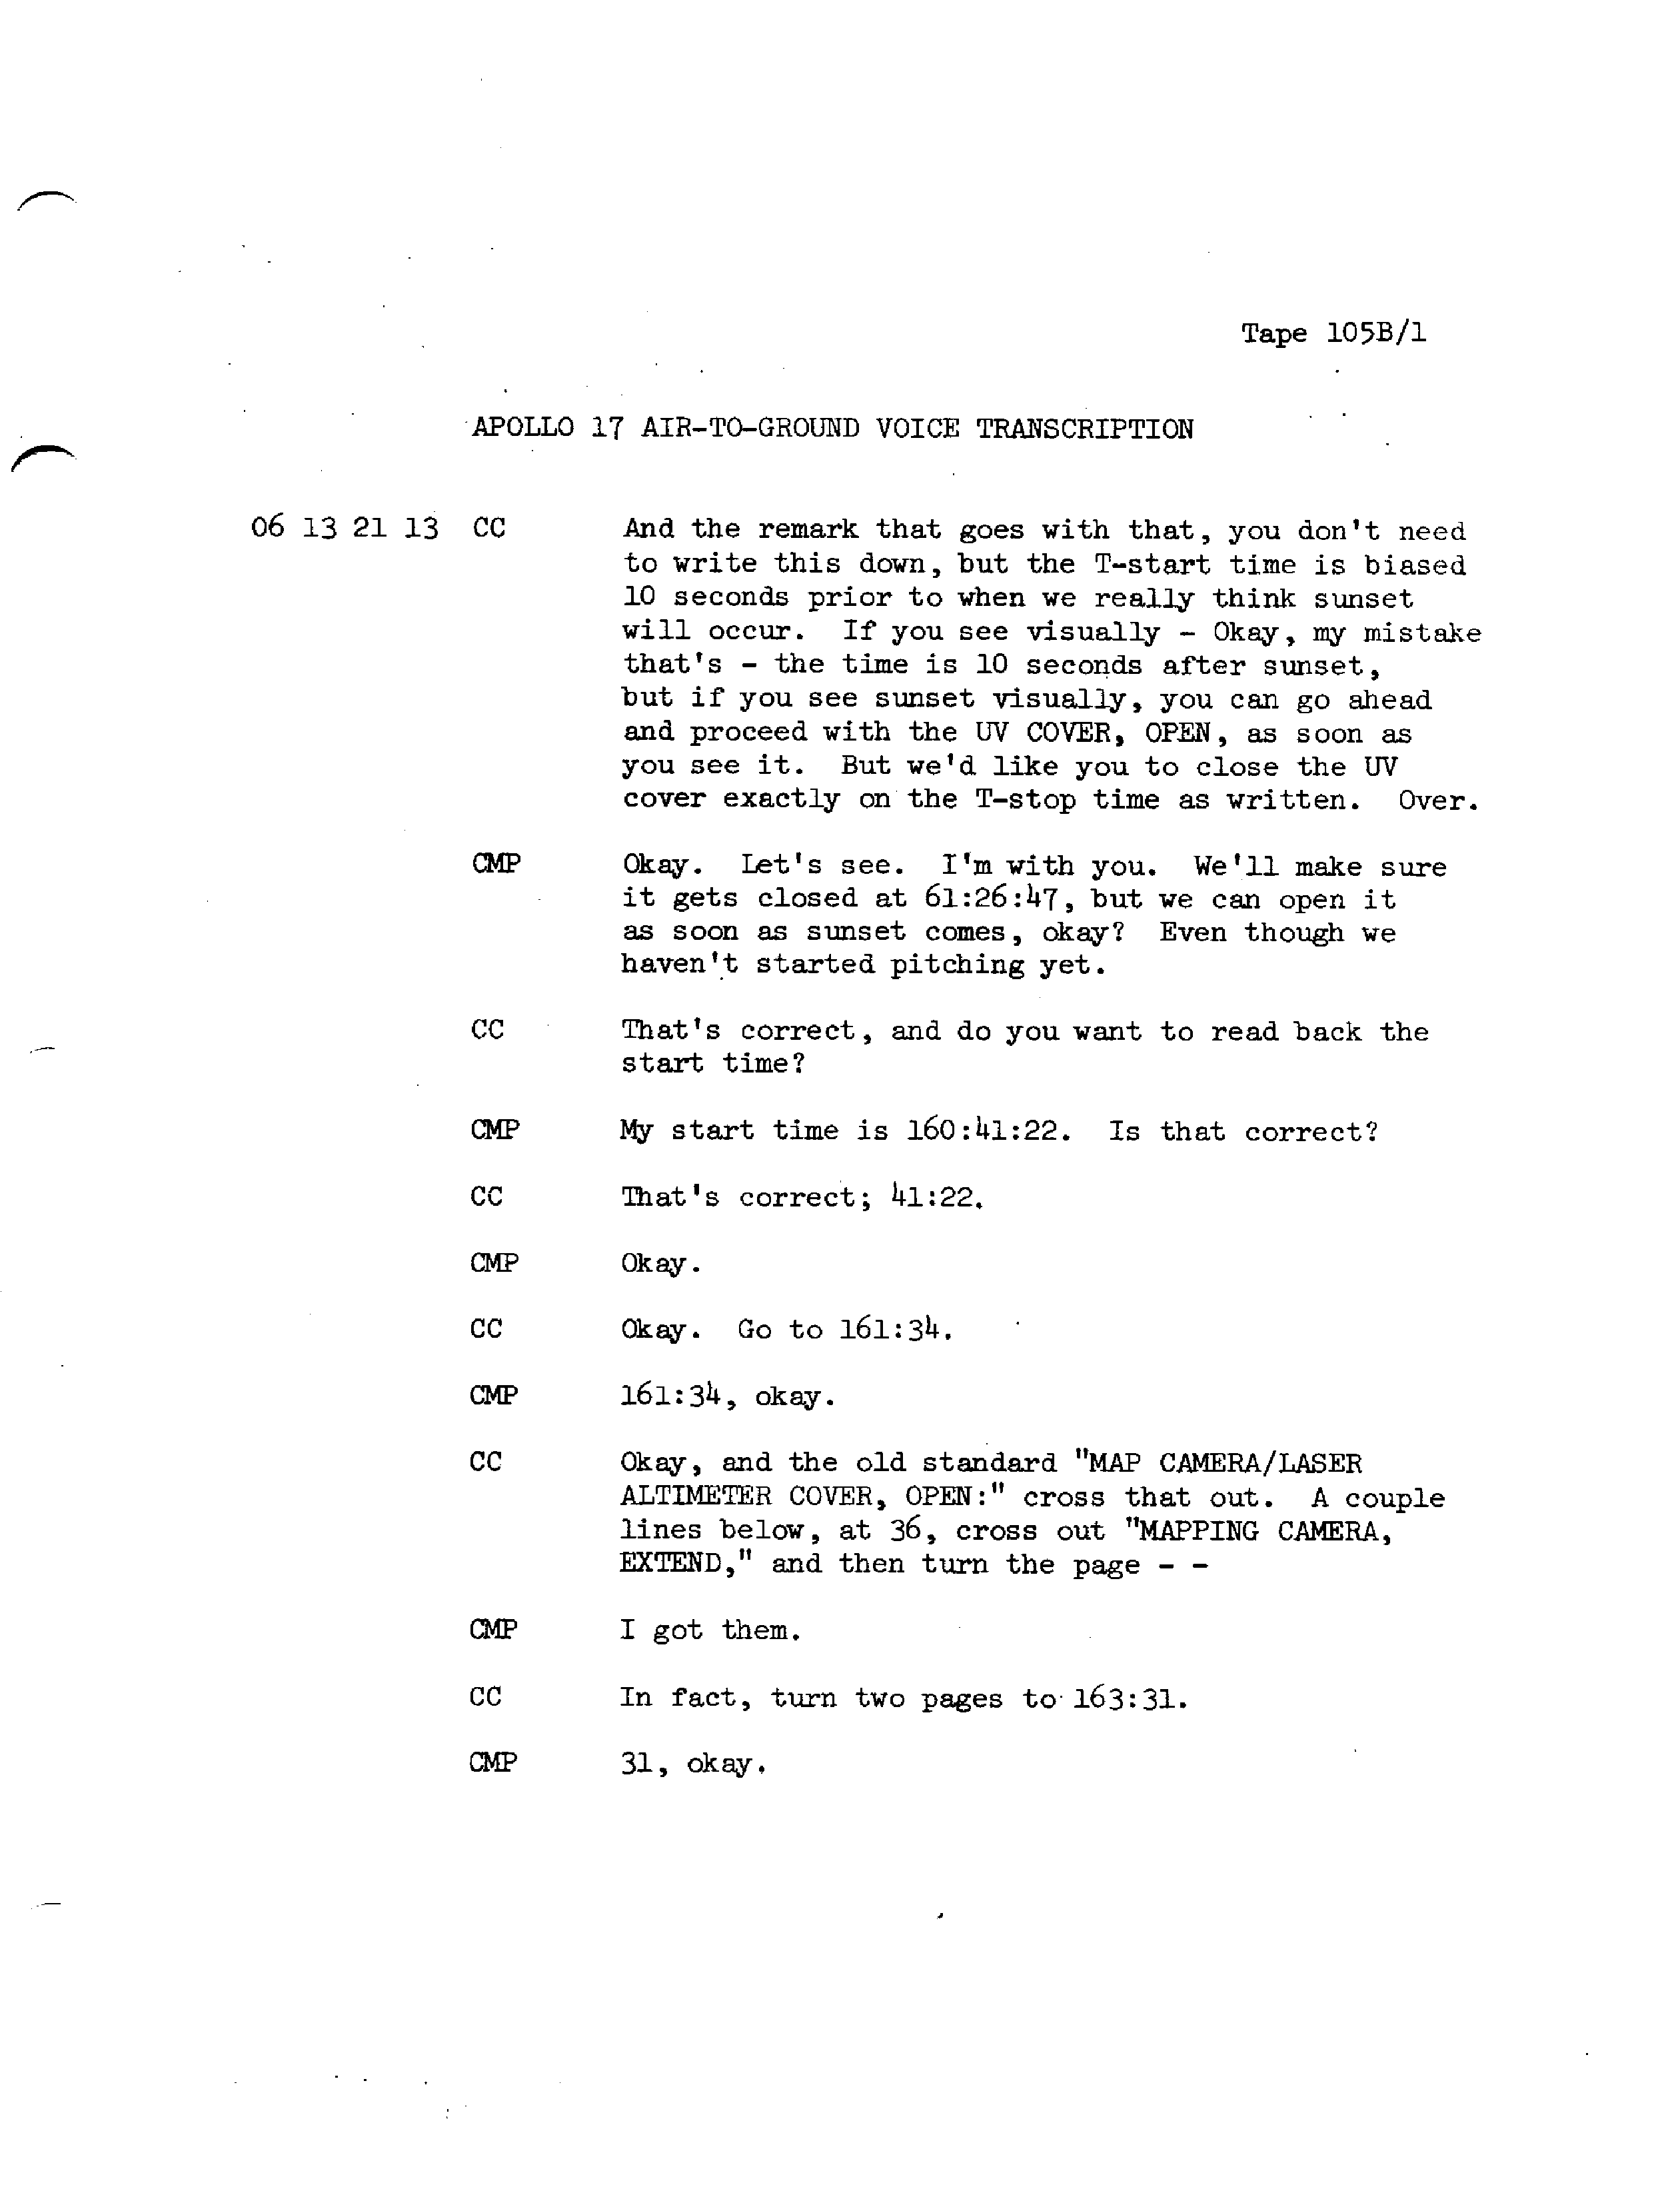 Tape 105B/1
APOLLO 17 AIR-TO-GROUND VOICE TRANSCRIPTION
06 13 21 13 CC And the remark that goes with that, you don't need
to write this down, but the T-start time is biased
10 seconds prior to when we really think sunset
will occur. If you see visually - Okay, my mistake
that's - the time is 10 seconds after sunset,
but if you see sunset visually, you can go ahead
and proceed with the UV COVER, OPEN, as soon as
you see it. But we'd like you to close the UV
cover exactly on the T-stop time as written. Over.
CMP Okay. Let's see. I'm with you. We'll make sure
it gets closed at 61:26:47, but we can open it
as soon as sunset comes, okay? Even though we
haven't started pitching yet.
CC That's correct, and do you want to read back the
start time?
CMP My start time is 160:41:22. Is that correct?
CC That's correct; 41:22.
CMP Okay.
CC Okay. Go to 161:34.
CMP 161:34, okay.
CC Okay, and the old standard "MAP CAMERA/LASER
ALTIMETER COVER, OPEN:" cross that out. A couple
lines below, at 36, cross out "MAPPING CAMERA,
EXTEND," and then turn the page - -
CMP I got them.
CC In fact, turn two pages to 163:31.
CMP 31, okay.